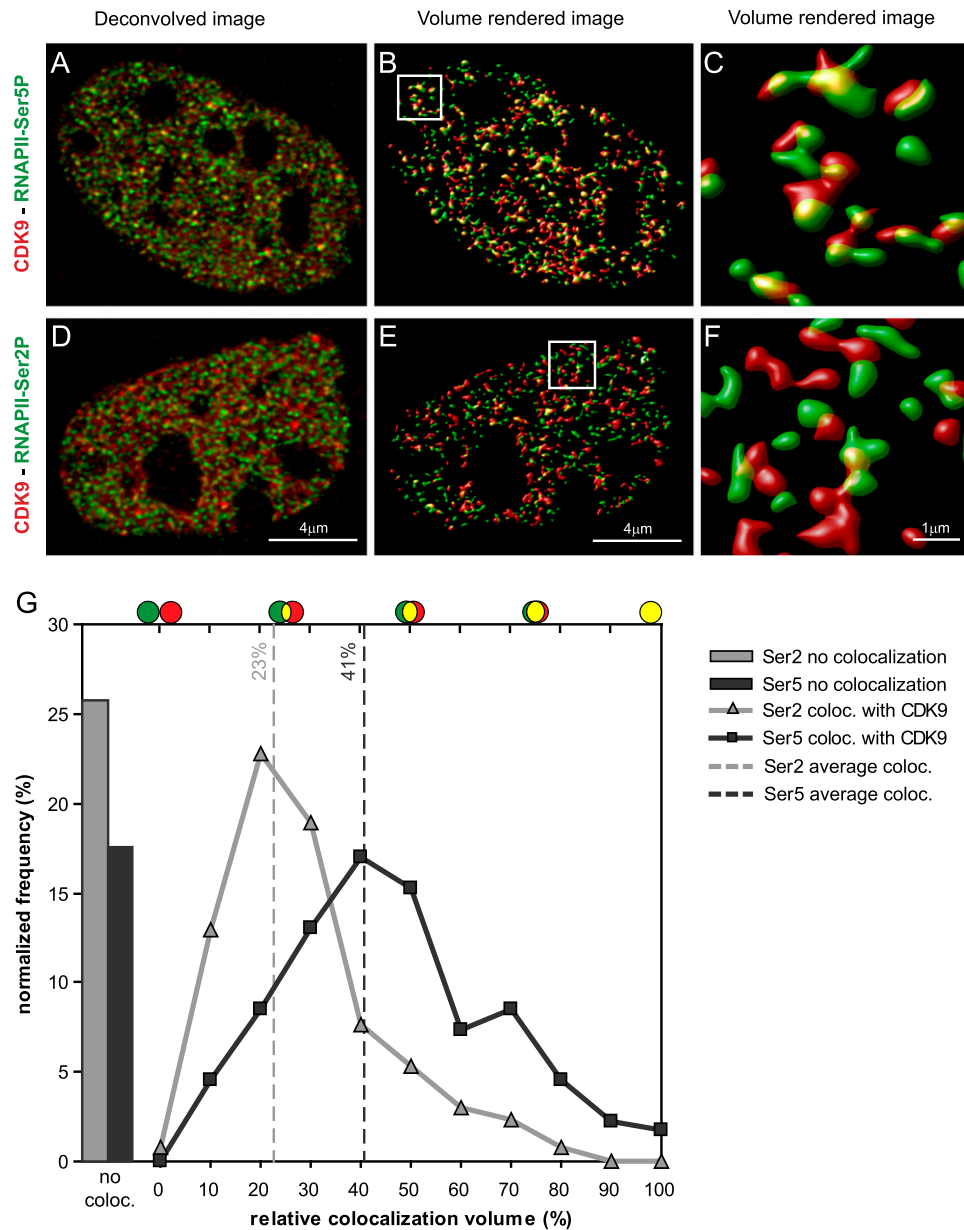 Deconvolved image
Volume rendered image
Volume rendered image
CDK9 - RNAPII-Ser5P
A
B
C
CDK9 - RNAPII-Ser2P
D
E
F
4µm
4µm
1µm
G
30
25
20
15
10
5
0
normalized frequency (%)
23%
41%
no
coloc.
0 10 20 30 40 50 60 70 80 90 100
relative colocalization volume (%)
Ser2 no colocalization
Ser5 no colocalization
Ser2 coloc. with CDK9
Ser5 coloc. with CDK9
Ser2 average coloc.
Ser5 average coloc.